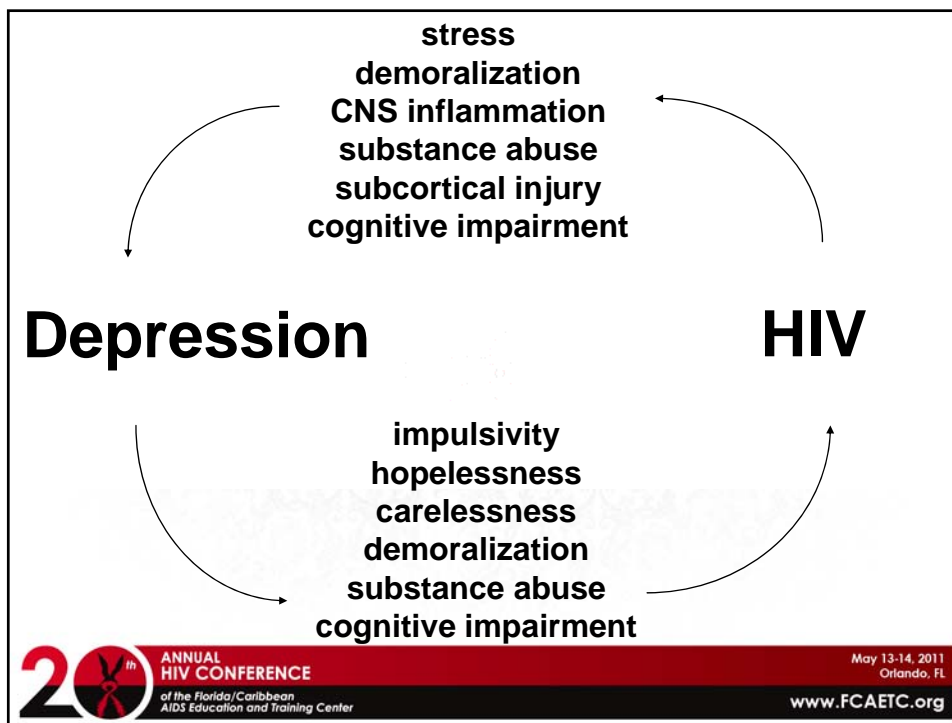 stress
demoralization
CNS inflammation
substance abuse
subcortical injury
cognitive impairment
Depression
HIV
impulsivity
hopelessness
carelessness
demoralization
substance abuse
cognitive impairment
20th
ANNUAL
HIV CONFERENCE
of the Florida/Caribbean
AIDS Education and Training Center
May 13-14, 2011
Orlando, FL
www.FCAETC.org